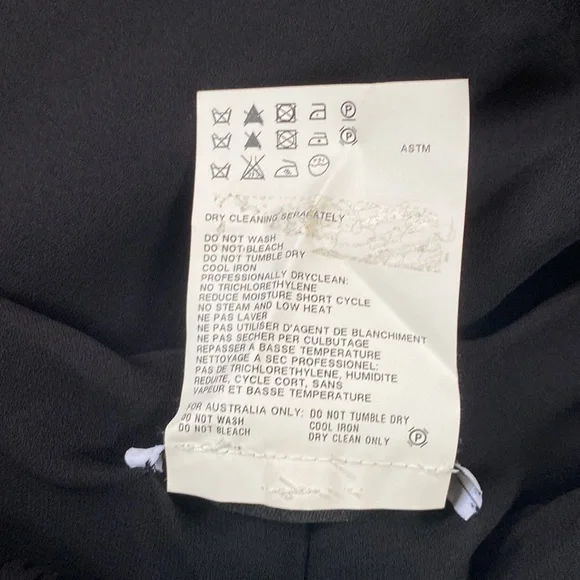 P
P
ASTM
DRY CLEANING SEPARATELY
DO NOT WASH
DO NOT BLEACH
DO NOT TUMBLE DRY
COOL IRON
PROFESSIONALLY DRYCLEAN:
NO TRICHLORETHYLENE
REDUCE MOISTURE SHORT CYCLE
NO STEAM AND LOW HEAT
NE PAS LAVER
NE PAS UTILISER D'AGENT DE BLANCHIMENT
NE PAS SECHER PER CULBUTAGE
REPASSER A BASSE TEMPERATURE
NETTOYAGE A SEC PROFESSIONEL:
PAS DE TRICHLORETHYLENE, HUMIDITE
REDUITE, CYCLE CORT, SANS
VAPEUR ET BASSE TEMPERATURE
FOR AUSTRALIA ONLY: DO NOT TUMBLE DRY
DO NOT WASH COOL IRON
DO NOT BLEACH DRY CLEAN ONLY P